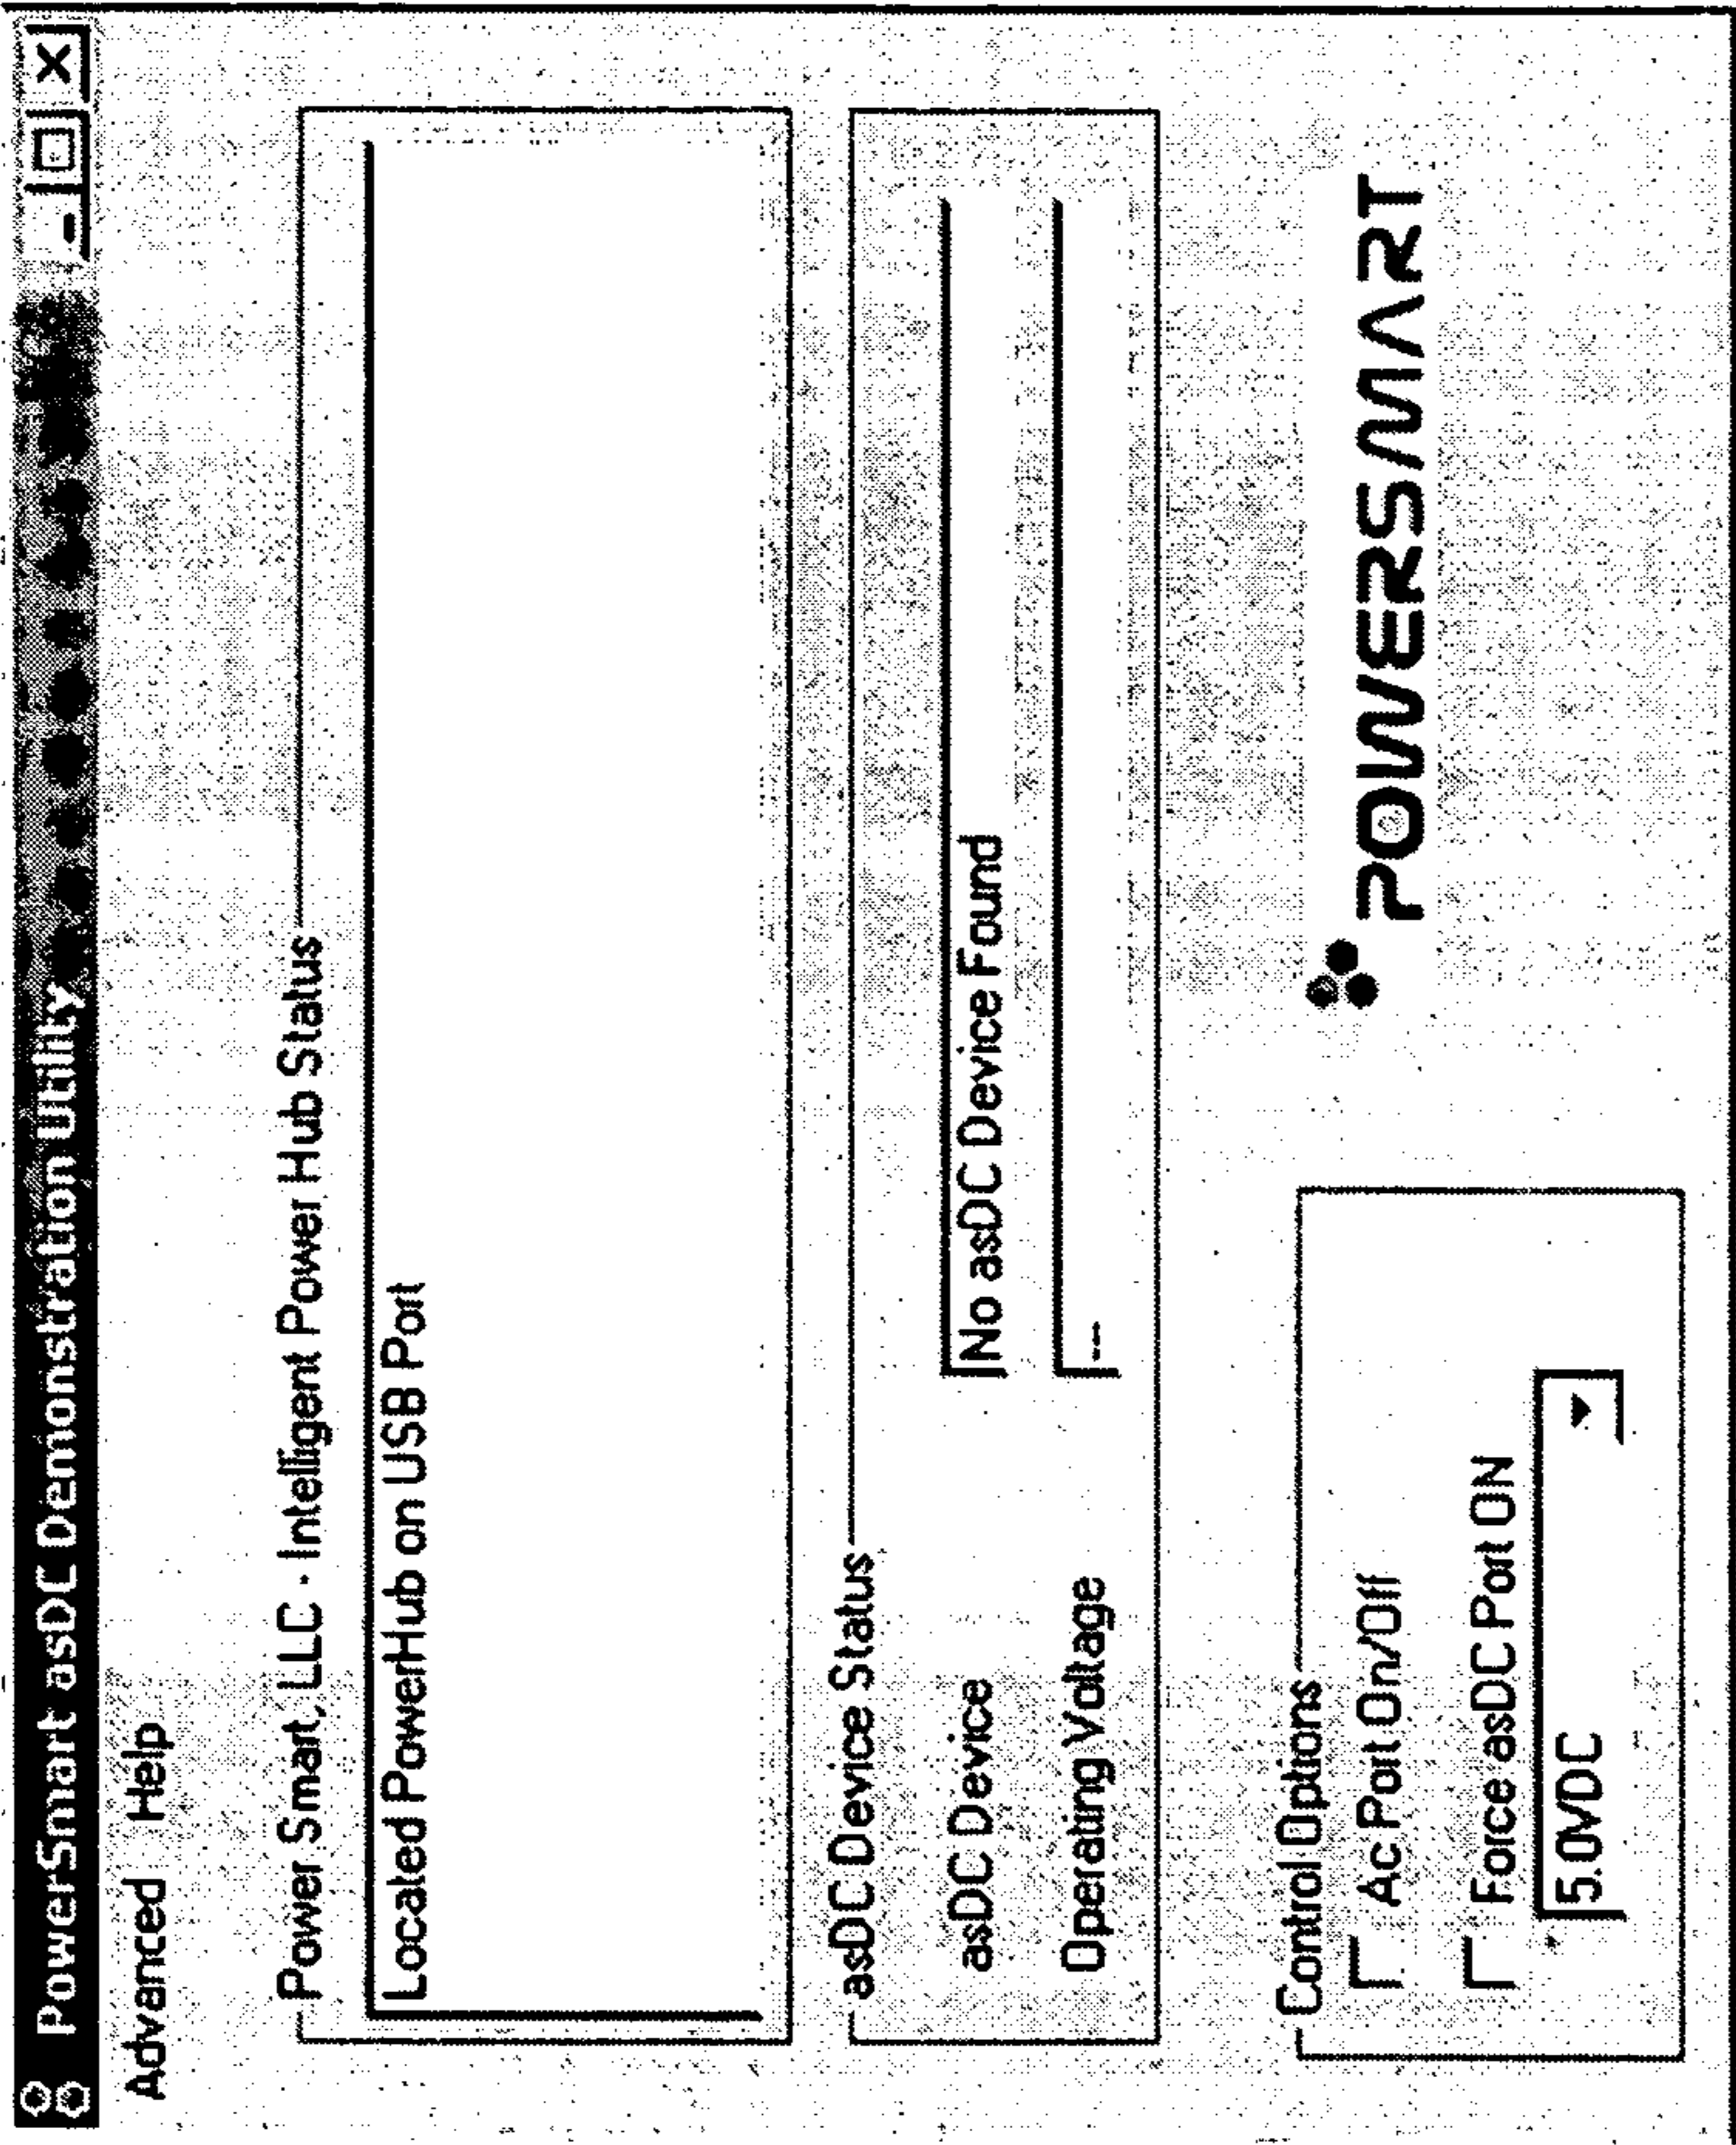 PowerSmart asDC Demonstration Utility
Advanced Help
Power Smart, LLC - Intelligent Power Hub Status
Located PowerHub on USB Port
asDC Device Status
asDC Device No asDC Device Found
Operating Voltage ---
Control Options
Ac Port On/Off
Force asDC Port ON
5.0VDC
POWERSMART